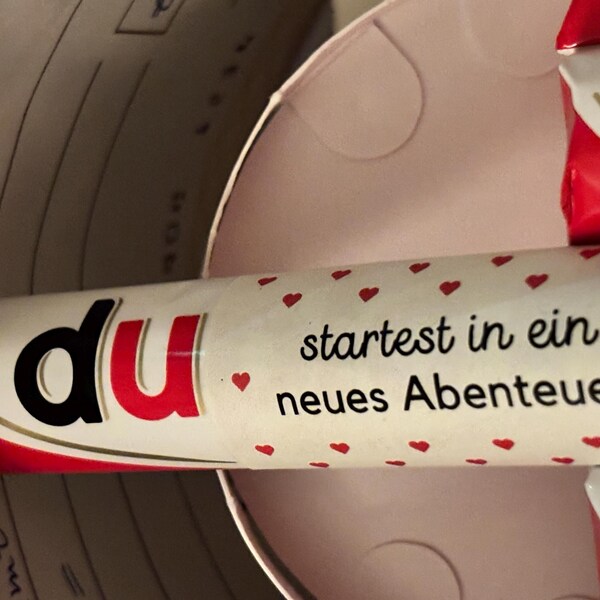 du
startest in ein
neues Abenteue